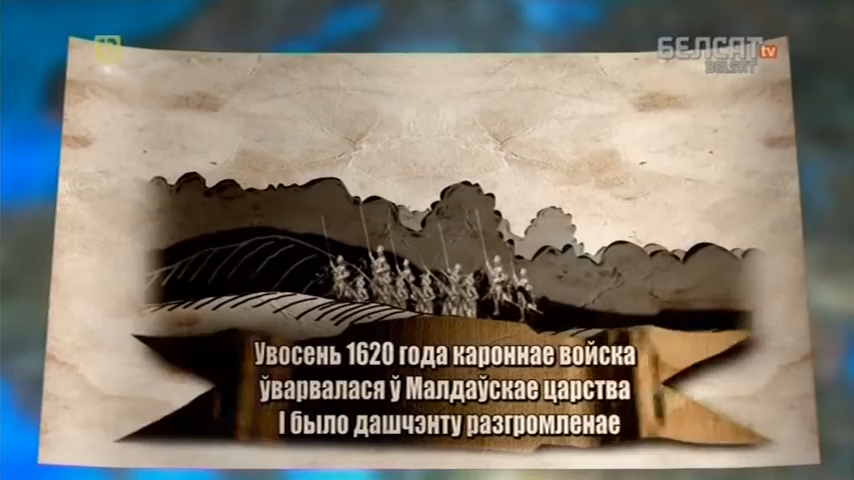 БЕЛСАТ tv
BELSAT
Увосень 1620 года кароннае войска
ўварвалася ў Малдаўскае царства
І было дашчэнту разгромленае